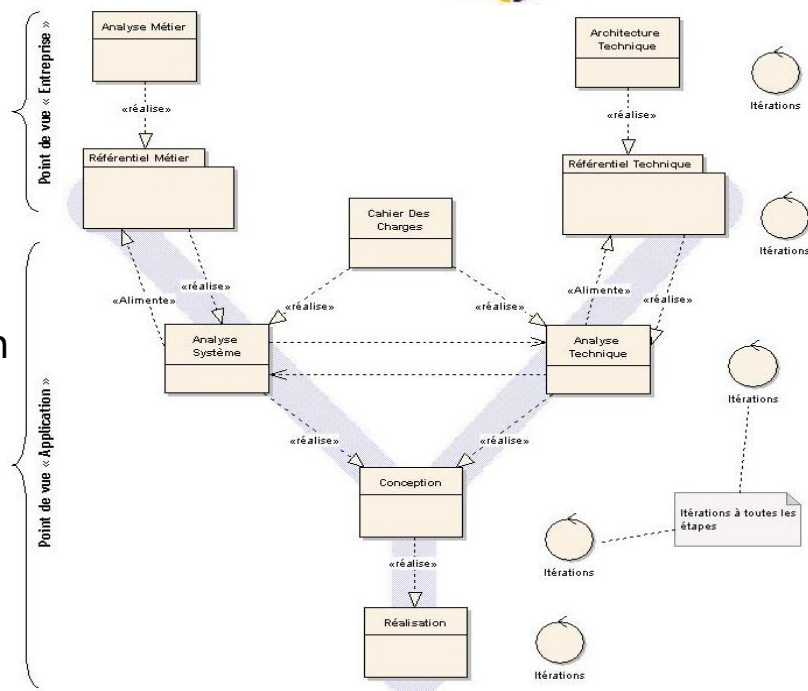 Point de vue « Entreprise »
Analyse Métier
Architecture
Technique
Itérations
«réalise»
«réalise»
Référentiel Métier
Référentiel Technique
Cahier Des
Charges
Itérations
«réalise»
«Alimente»
«réalise»
«réalise»
«Alimente»
«réalise»
Point de vue « Application »
n
Analyse
Système
Analyse
Technique
Itérations
«réalise»
«réalise»
Conception
Itérations à toutes les
étapes
Itérations
«réalise»
Réalisation
Itérations